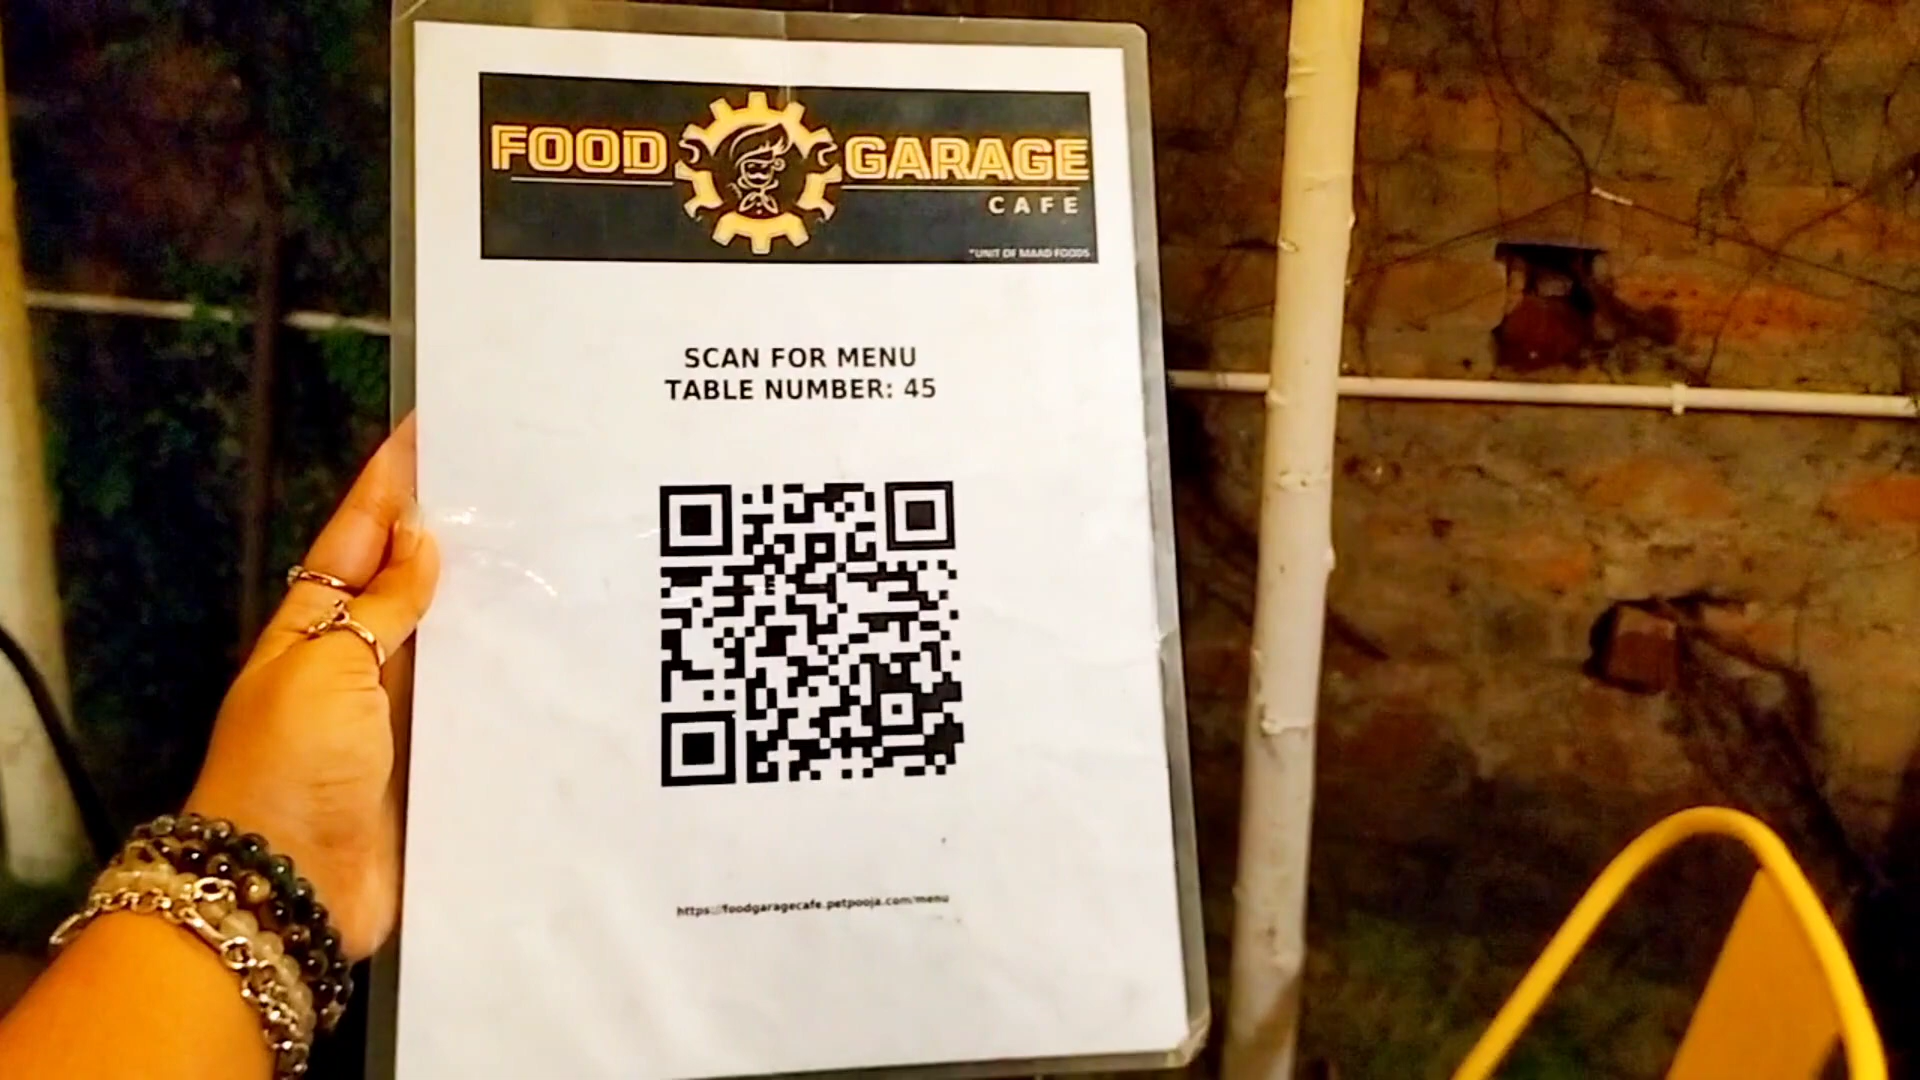 FOOD GARAGE
CAFE
*UNIT OF MAAD FOODS
SCAN FOR MENU
TABLE NUMBER: 45
https://foodgaragecafe.petpooja.com/menu